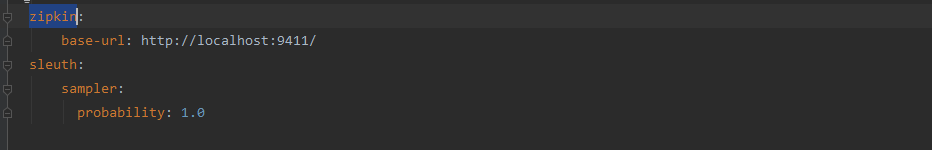 zipkin:
base-url: http://localhost:9411/
sleuth:
sampler:
probability: 1.0